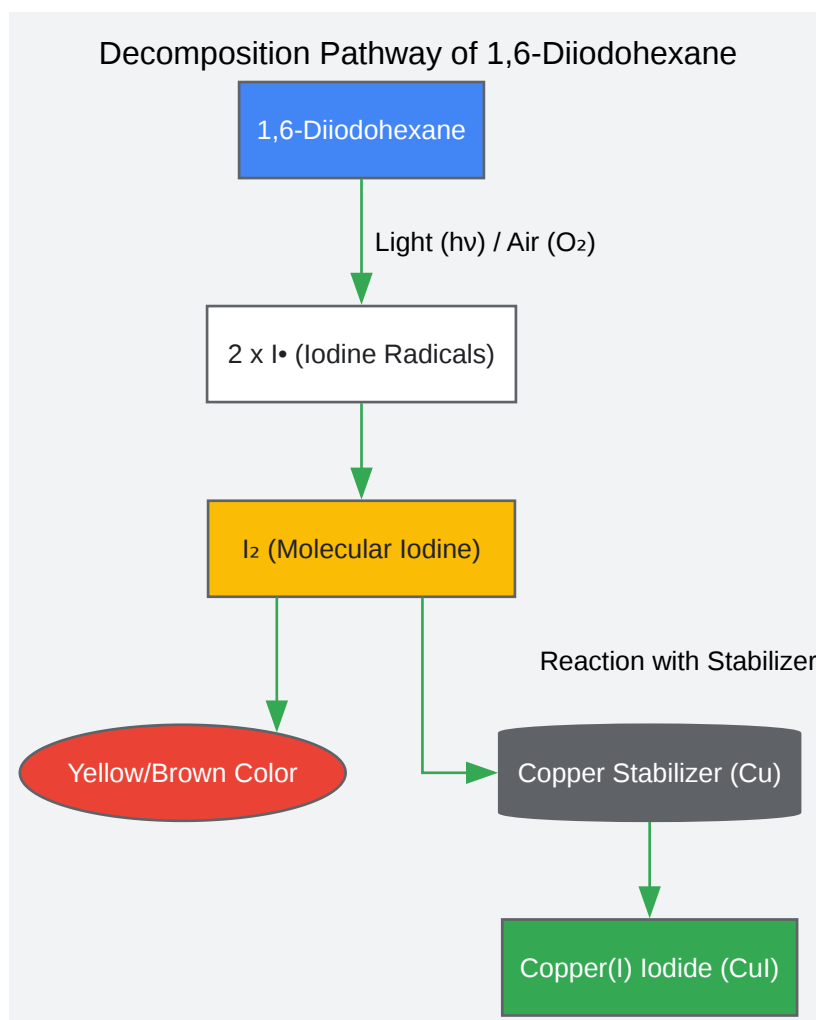 Decomposition Pathway of 1,6-Diiodohexane
1,6-Diiodohexane
Light (hν) / Air (O₂)
2 x I• (Iodine Radicals)
I₂ (Molecular Iodine)
Reaction with Stabilizer
Yellow/Brown Color
Copper Stabilizer (Cu)
Copper(I) Iodide (CuI)